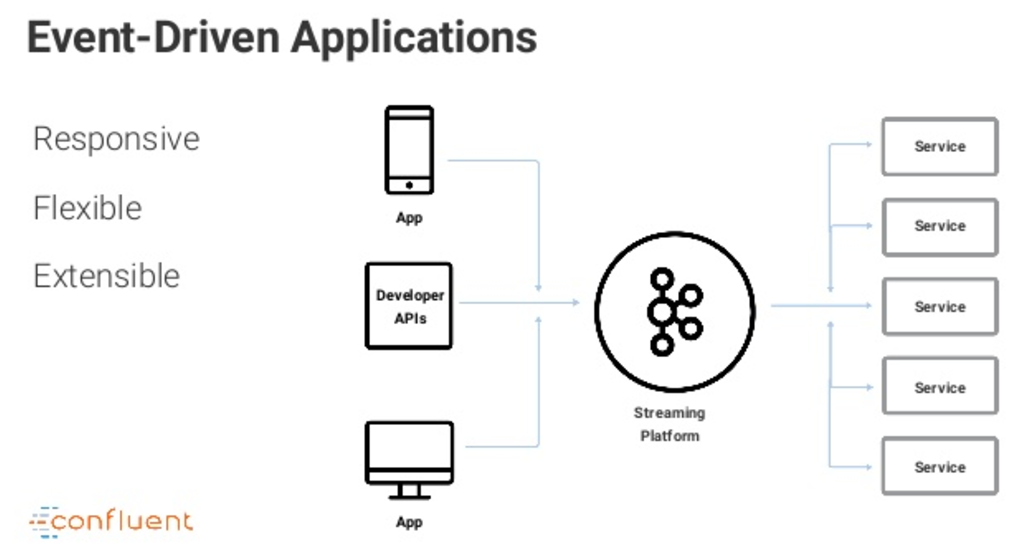 Event-Driven Applications
Responsive
Flexible
Extensible
App
Developer
APIs
App
Streaming
Platform
Service
Service
Service
Service
Service
confluent